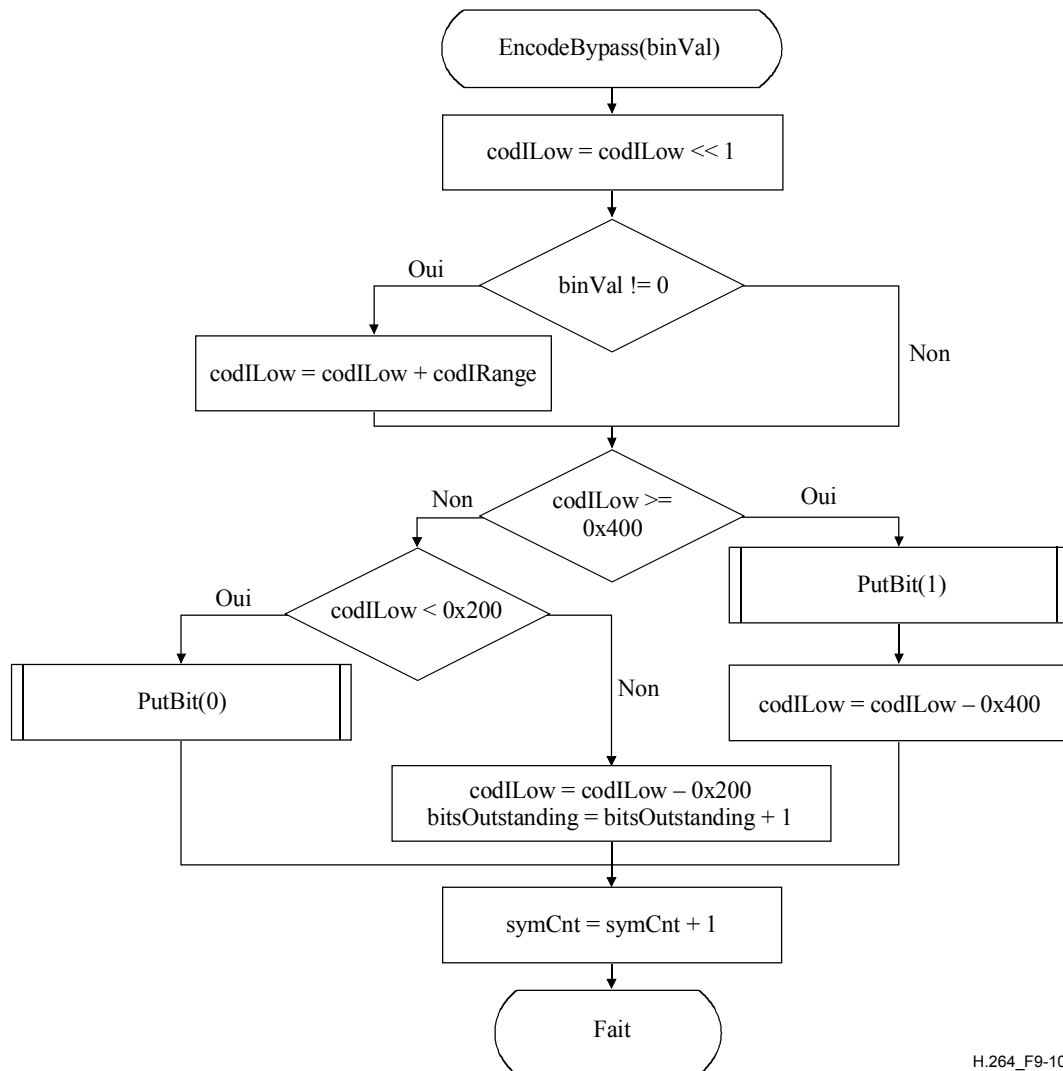 EncodeBypass(binVal)
codILow = codILow << 1
Oui
binVal != 0
Non
codILow = codILow + codIRange
Non
codILow >=
0x400
Oui
Oui
codILow < 0x200
PutBit(1)
Non
PutBit(0)
codILow = codILow – 0x400
codILow = codILow – 0x200
bitsOutstanding = bitsOutstanding + 1
symCnt = symCnt + 1
Fait
H.264_F9-10